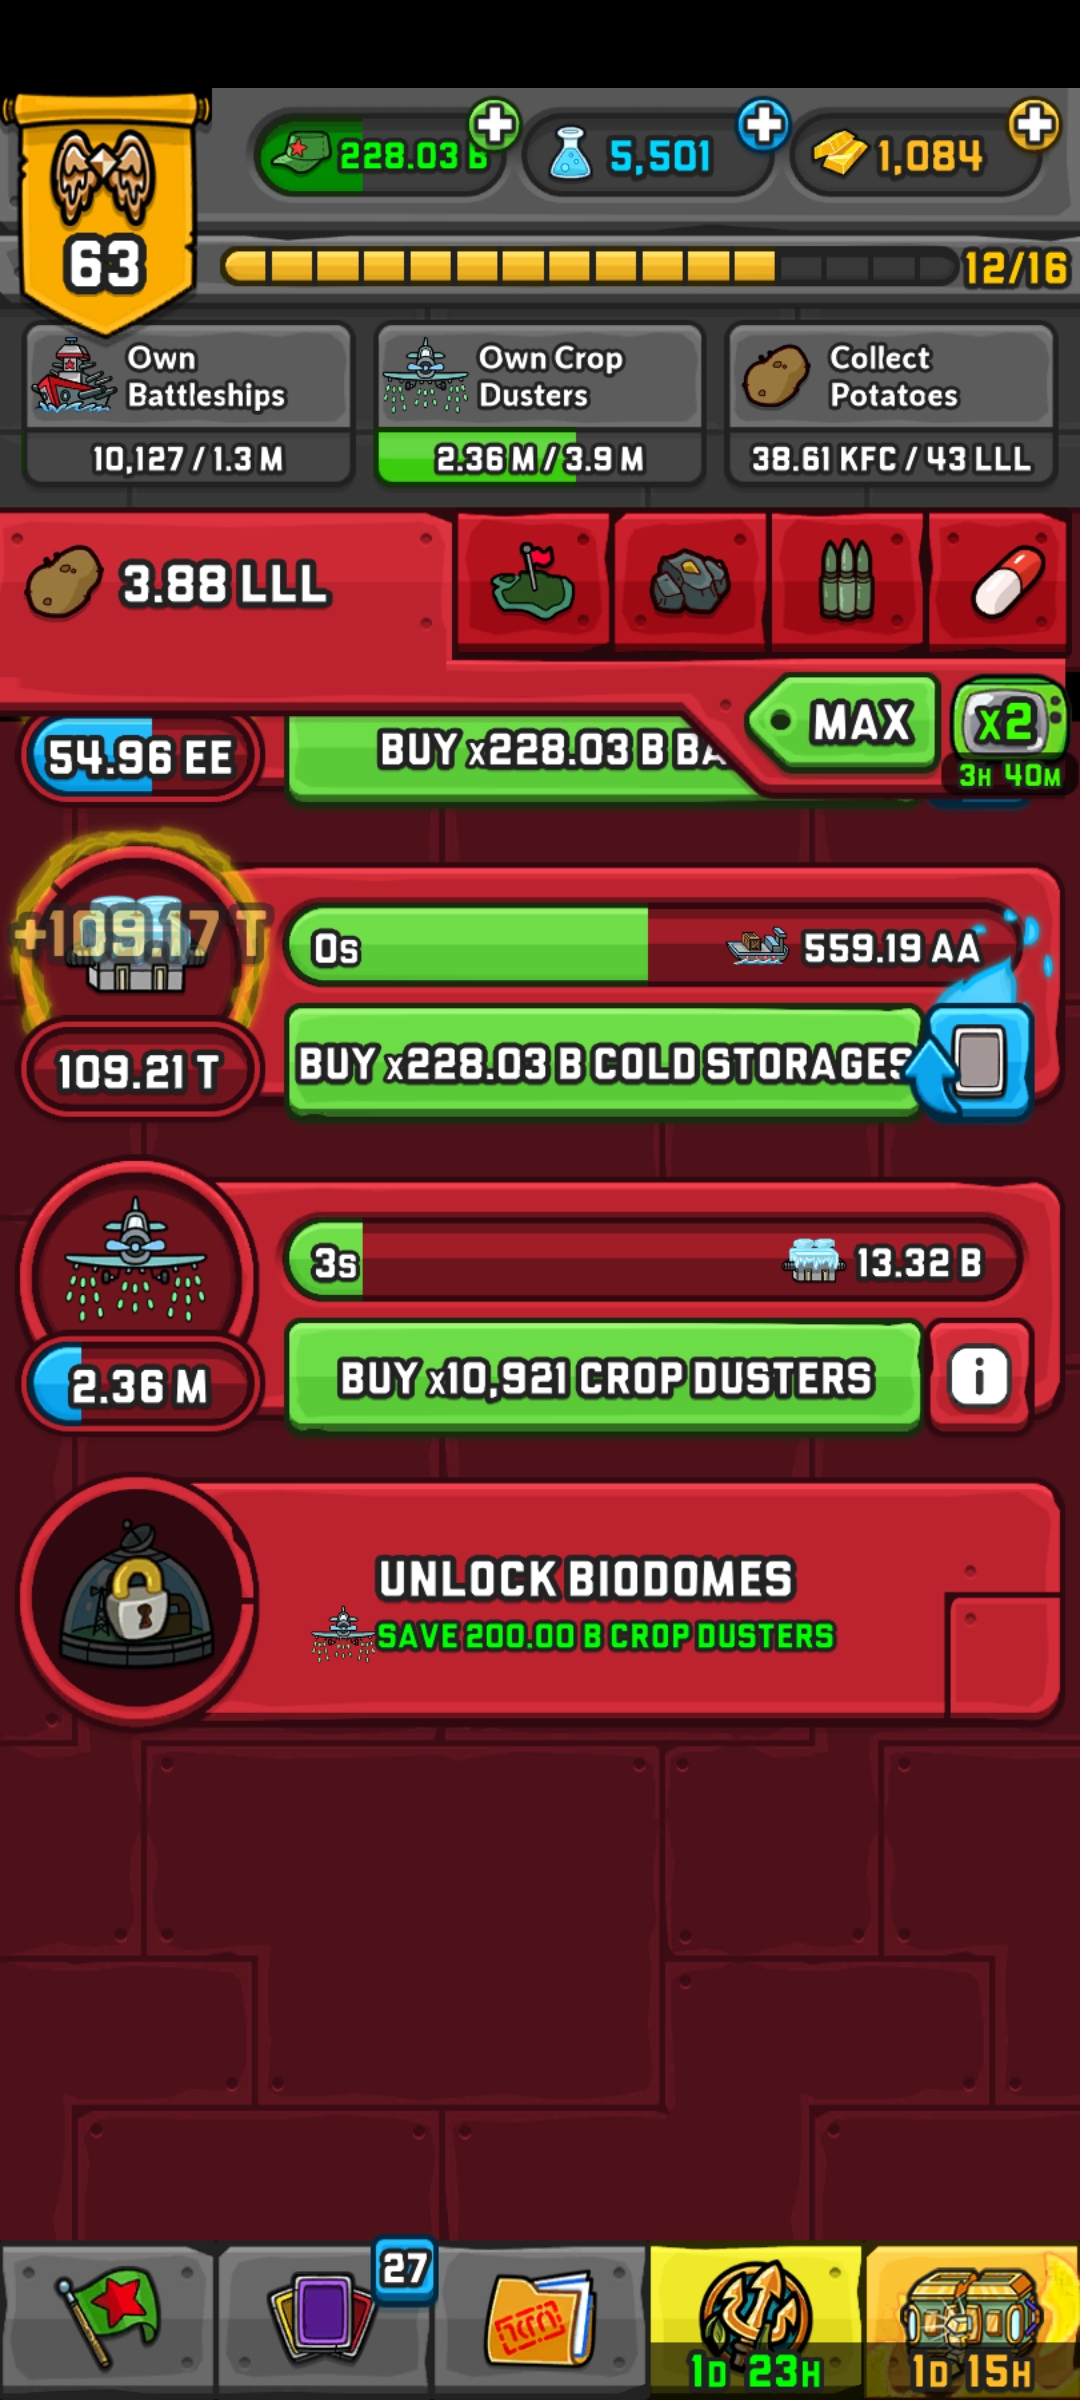 228.03 B
5,501
1,084
63
12/16
Own
Battleships
10,127 / 1.3 M
Own Crop
Dusters
2.36 M / 3.9 M
Collect
Potatoes
38.61 KFC / 43 LLL
3.88 LLL
MAX
x2
3H 40M
54.96 EE
BUY x228.03 B BA
+109.17 T
0s
559.19 AA
109.21 T
BUY x228.03 B COLD STORAGES
3s
13.32 B
2.36 M
BUY x10,921 CROP DUSTERS
i
UNLOCK BIODOMES
SAVE 200.00 B CROP DUSTERS
27
1D 23H
1D 15H